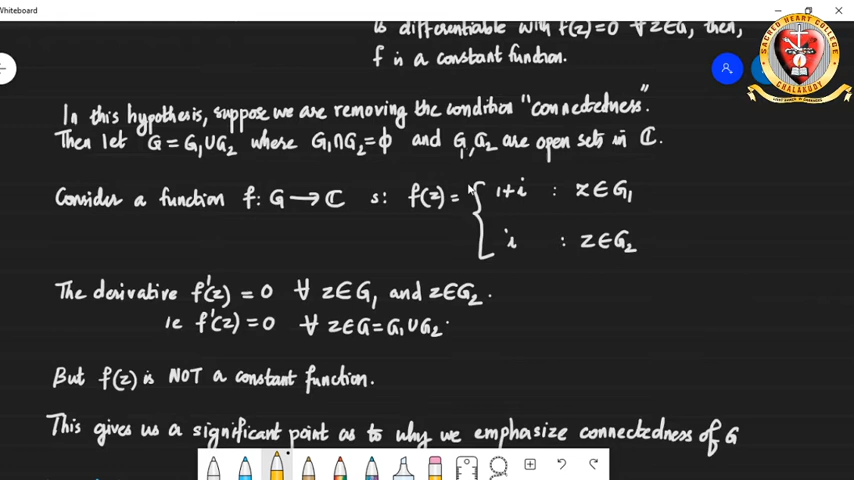 Whiteboard
is differentiable with f(z)=0 ∀ z∈G, then,
f is a constant function.
SACRED HEART COLLEGE
CHALAKUDY
In this hypothesis, suppose we are removing the condition "connectedness".
Then let G = G₁∪G₂ where G₁∩G₂=ϕ and G₁, G₂ are open sets in ℂ.
Consider a function f: G → ℂ s: f(z) = { 1+i : z∈G₁
i : z∈G₂
The derivative f'(z) = 0 ∀ z∈G₁ and z∈G₂.
ie f'(z) = 0 ∀ z∈G = G₁∪G₂.
But f(z) is NOT a constant function.
This gives us a significant point as to why we emphasize connectedness of G